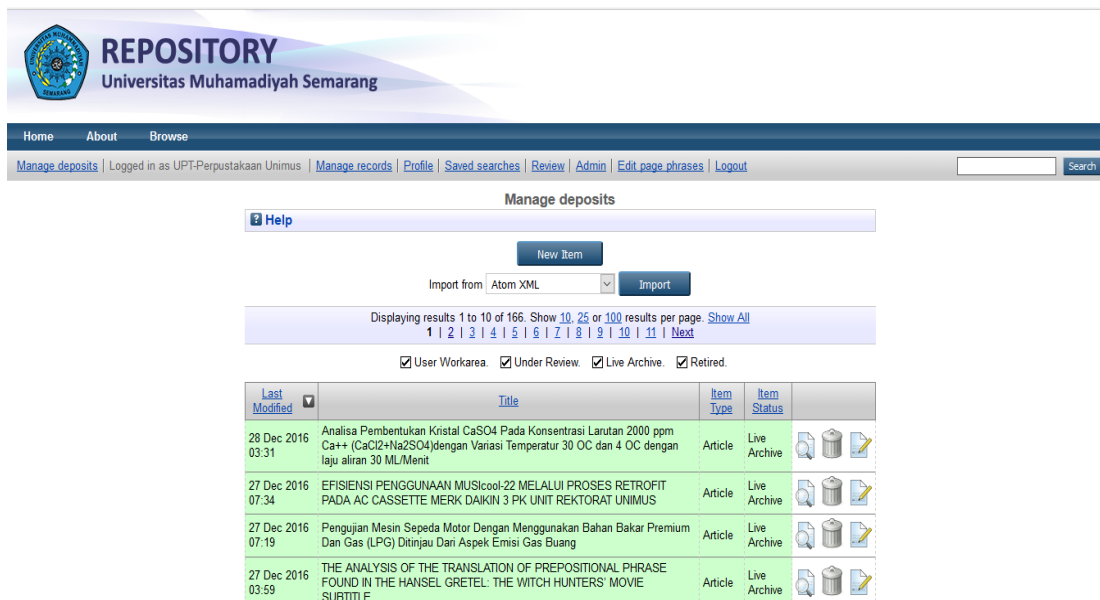 REPOSITORY
Universitas Muhamadiyah Semarang
UNIVERSITAS MUHAMMADIYAH
SEMARANG
Home About Browse
Manage deposits | Logged in as UPT-Perpustakaan Unimus | Manage records | Profile | Saved searches | Review | Admin | Edit page phrases | Logout Search
Manage deposits
? Help
New Item
Import from Atom XML Import
Displaying results 1 to 10 of 166. Show 10, 25 or 100 results per page. Show All
1 | 2 | 3 | 4 | 5 | 6 | 7 | 8 | 9 | 10 | 11 | Next
User Workarea. Under Review. Live Archive. Retired.
Last Modified Title Item Type Item Status
28 Dec 2016 03:31
Analisa Pembentukan Kristal CaSO4 Pada Konsentrasi Larutan 2000 ppm
Ca++ (CaCl2+Na2SO4)dengan Variasi Temperatur 30 OC dan 4 OC dengan
laju aliran 30 ML/Menit
Article
Live Archive
27 Dec 2016 07:34
EFISIENSI PENGGUNAAN MUSIcool-22 MELALUI PROSES RETROFIT
PADA AC CASSETTE MERK DAIKIN 3 PK UNIT REKTORAT UNIMUS
Article
Live Archive
27 Dec 2016 07:19
Pengujian Mesin Sepeda Motor Dengan Menggunakan Bahan Bakar Premium
Dan Gas (LPG) Ditinjau Dari Aspek Emisi Gas Buang
Article
Live Archive
27 Dec 2016 03:59
THE ANALYSIS OF THE TRANSLATION OF PREPOSITIONAL PHRASE
FOUND IN THE HANSEL GRETEL: THE WITCH HUNTERS' MOVIE
SUBTITLE
Article
Live Archive